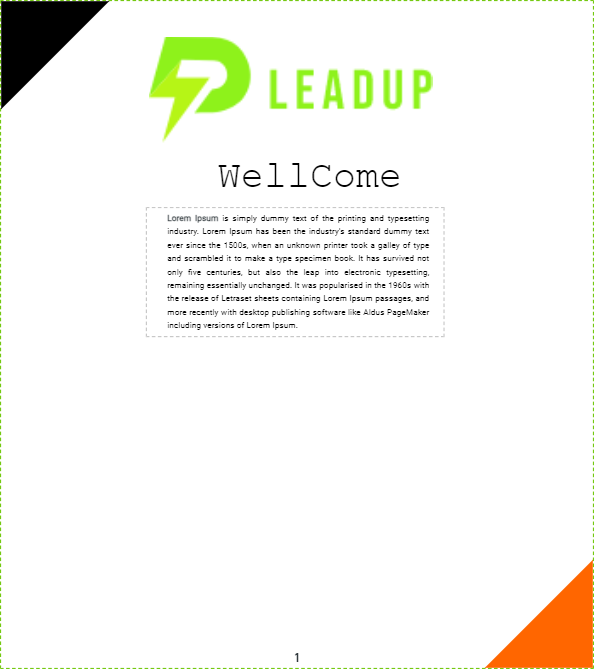 LEADUP
WellCome
Lorem Ipsum is simply dummy text of the printing and typesetting
industry. Lorem Ipsum has been the industry's standard dummy text
ever since the 1500s, when an unknown printer took a galley of type
and scrambled it to make a type specimen book. It has survived not
only five centuries, but also the leap into electronic typesetting,
remaining essentially unchanged. It was popularised in the 1960s with
the release of Letraset sheets containing Lorem Ipsum passages, and
more recently with desktop publishing software like Aldus PageMaker
including versions of Lorem Ipsum.
1